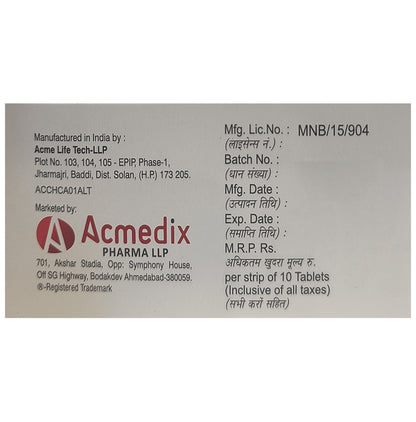 Manufactured in India by :
Acme Life Tech-LLP
Plot No. 103, 104, 105 - EPIP, Phase-1,
Jharmajri, Baddi, Dist. Solan, (H.P.) 173 205.
ACCHCA01ALT
Marketed by:
A Acmedix
PHARMA LLP
701, Akshar Stadia, Opp: Symphony House,
Off SG Highway, Bodakdev Ahmedabad-380059.
®-Registered Trademark
Mfg. Lic.No. : MNB/15/904
(लाइसेन्स नं.) :
Batch No. :
(धान संख्या) :
Mfg. Date :
(उत्पादन तिथि) :
Exp. Date :
(समाप्ति तिथि) :
M.R.P. Rs.
अधिकतम खुदरा मूल्य रु.
per strip of 10 Tablets
(Inclusive of all taxes)
(सभी करों सहित)